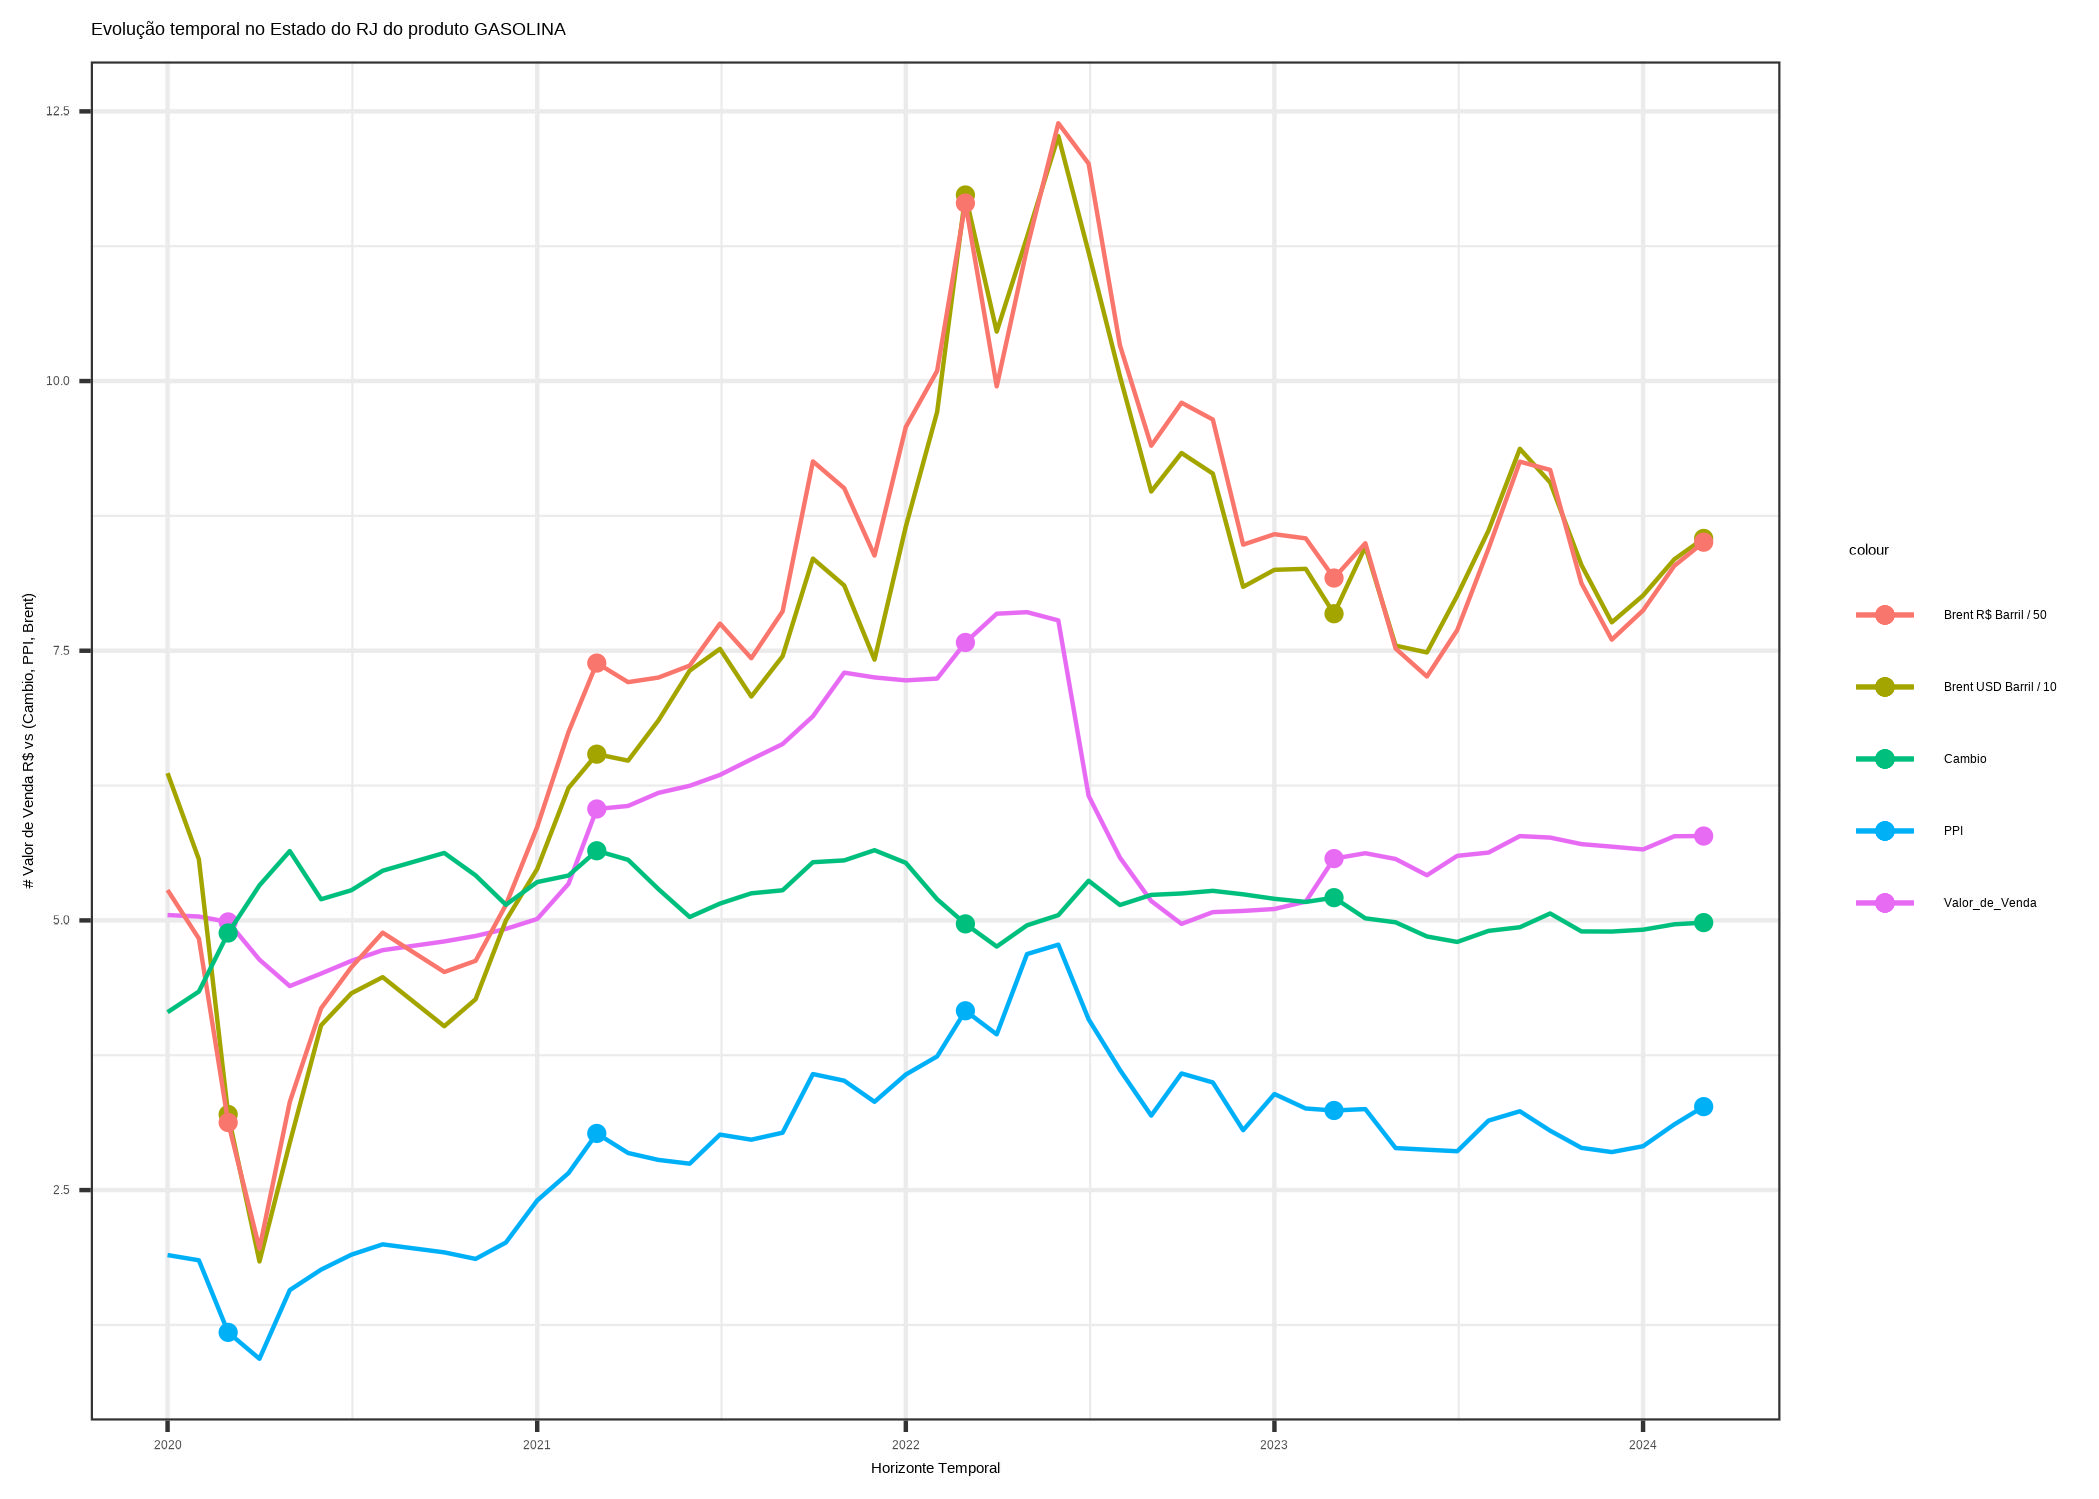 Evolução temporal no Estado do RJ do produto GASOLINA
# Valor de Venda R$ vs (Cambio, PPI, Brent)
12.5
10.0
7.5
5.0
2.5
2020
2021
2022
2023
2024
Horizonte Temporal
colour
Brent R$ Barril / 50
Brent USD Barril / 10
Cambio
PPI
Valor_de_Venda